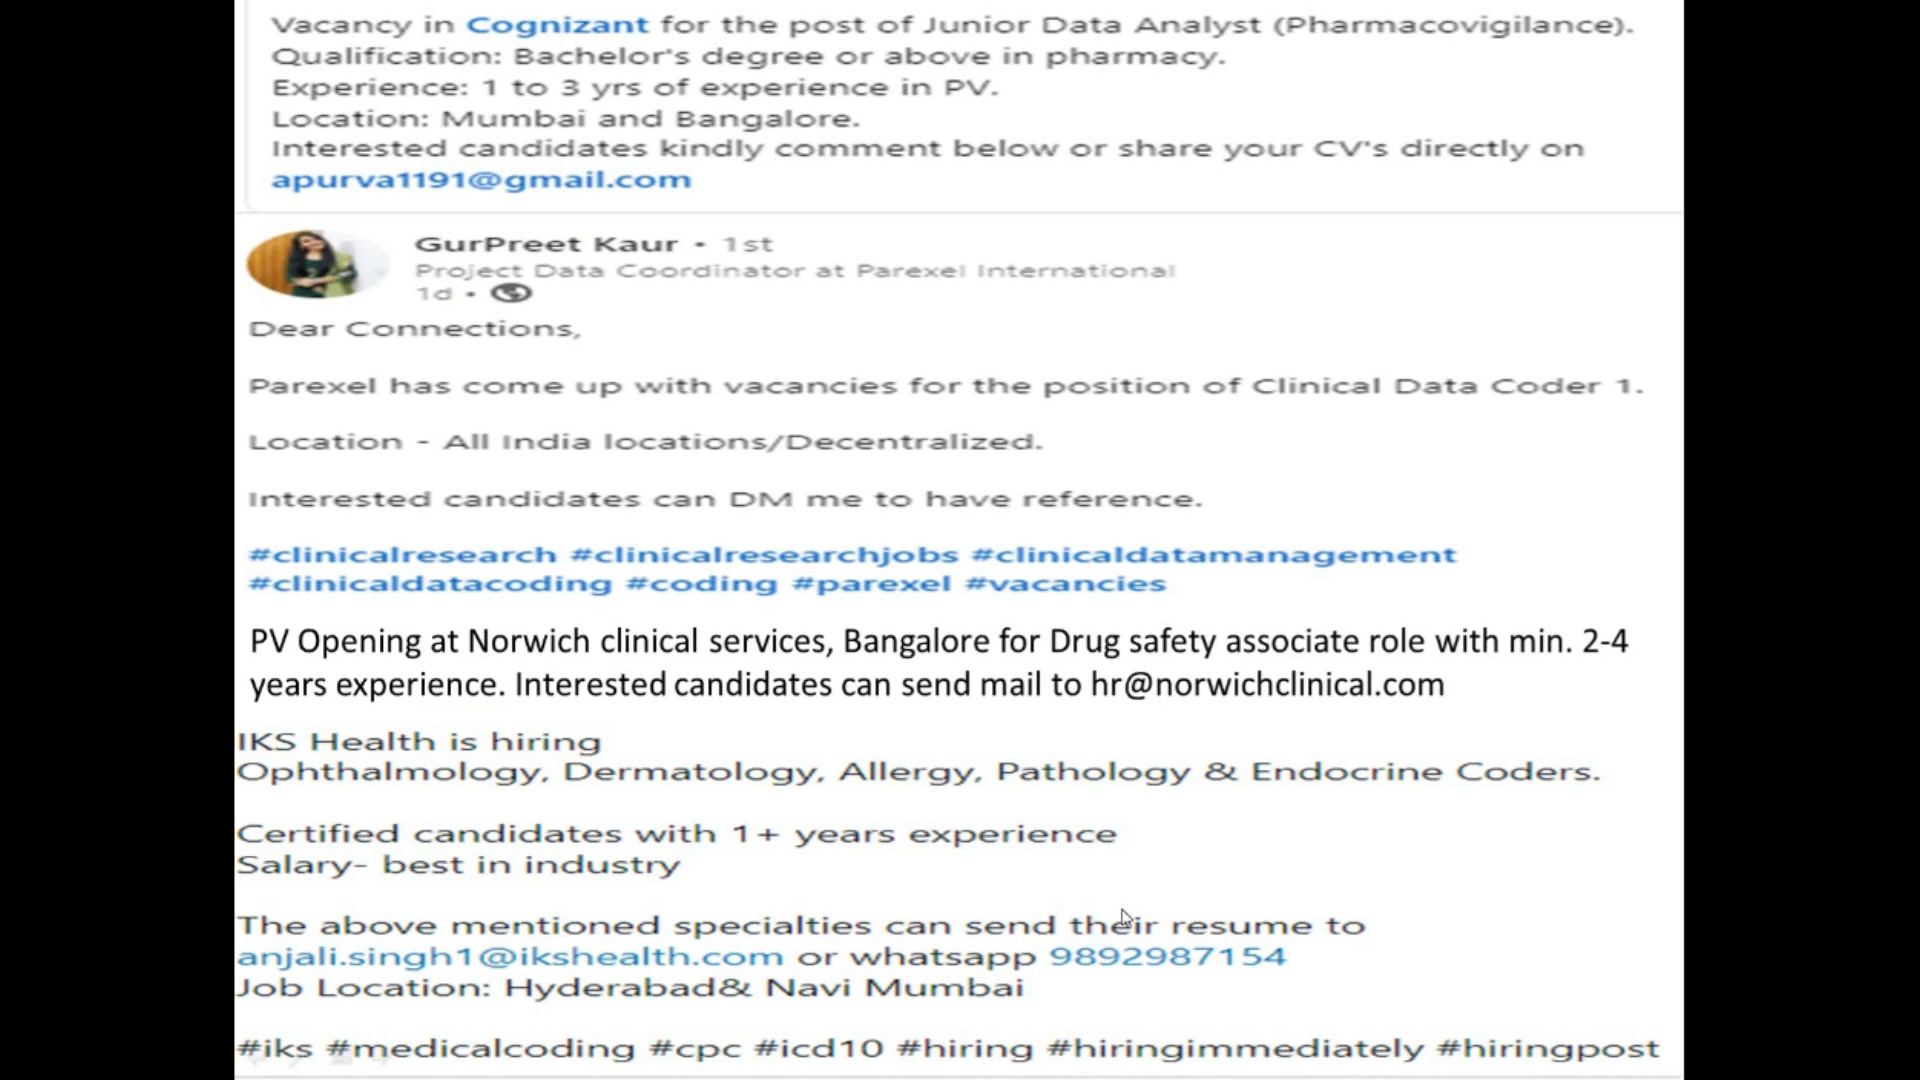 Vacancy in Cognizant for the post of Junior Data Analyst (Pharmacovigilance).
Qualification: Bachelor's degree or above in pharmacy.
Experience: 1 to 3 yrs of experience in PV.
Location: Mumbai and Bangalore.
Interested candidates kindly comment below or share your CV's directly on
apurva1191@gmail.com
GurPreet Kaur • 1st
Project Data Coordinator at Parexel International
1d •
Dear Connections,
Parexel has come up with vacancies for the position of Clinical Data Coder 1.
Location - All India locations/Decentralized.
Interested candidates can DM me to have reference.
#clinicalresearch #clinicalresearchjobs #clinicaldatamanagement
#clinicaldatacoding #coding #parexel #vacancies
PV Opening at Norwich clinical services, Bangalore for Drug safety associate role with min. 2-4
years experience. Interested candidates can send mail to hr@norwichclinical.com
IKS Health is hiring
Ophthalmology, Dermatology, Allergy, Pathology & Endocrine Coders.
Certified candidates with 1+ years experience
Salary- best in industry
The above mentioned specialties can send their resume to
anjali.singh1@ikshealth.com or whatsapp 9892987154
Job Location: Hyderabad& Navi Mumbai
#iks #medicalcoding #cpc #icd10 #hiring #hiringimmediately #hiringpost